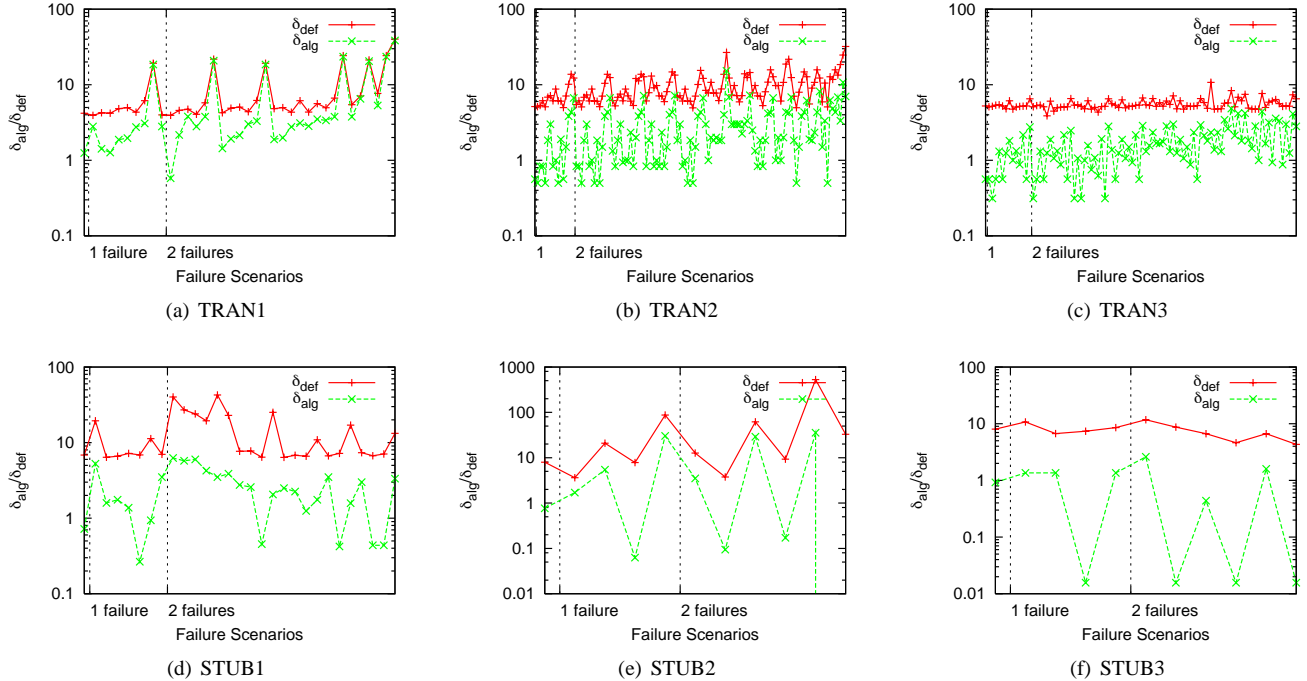 100
10
1
0.1
δalg/δdef
δdef
δalg
1 failure
2 failures
Failure Scenarios
(a) TRAN1
100
10
1
0.1
δalg/δdef
δdef
δalg
1
2 failures
Failure Scenarios
(b) TRAN2
100
10
1
0.1
δalg/δdef
δdef
δalg
1
2 failures
Failure Scenarios
(c) TRAN3
100
10
1
0.1
δalg/δdef
δdef
δalg
1 failure
2 failures
Failure Scenarios
(d) STUB1
1000
100
10
1
0.1
0.01
δalg/δdef
δdef
δalg
1 failure
2 failures
Failure Scenarios
(e) STUB2
100
10
1
0.1
0.01
δalg/δdef
δdef
δalg
1 failure
2 failures
Failure Scenarios
(f) STUB3